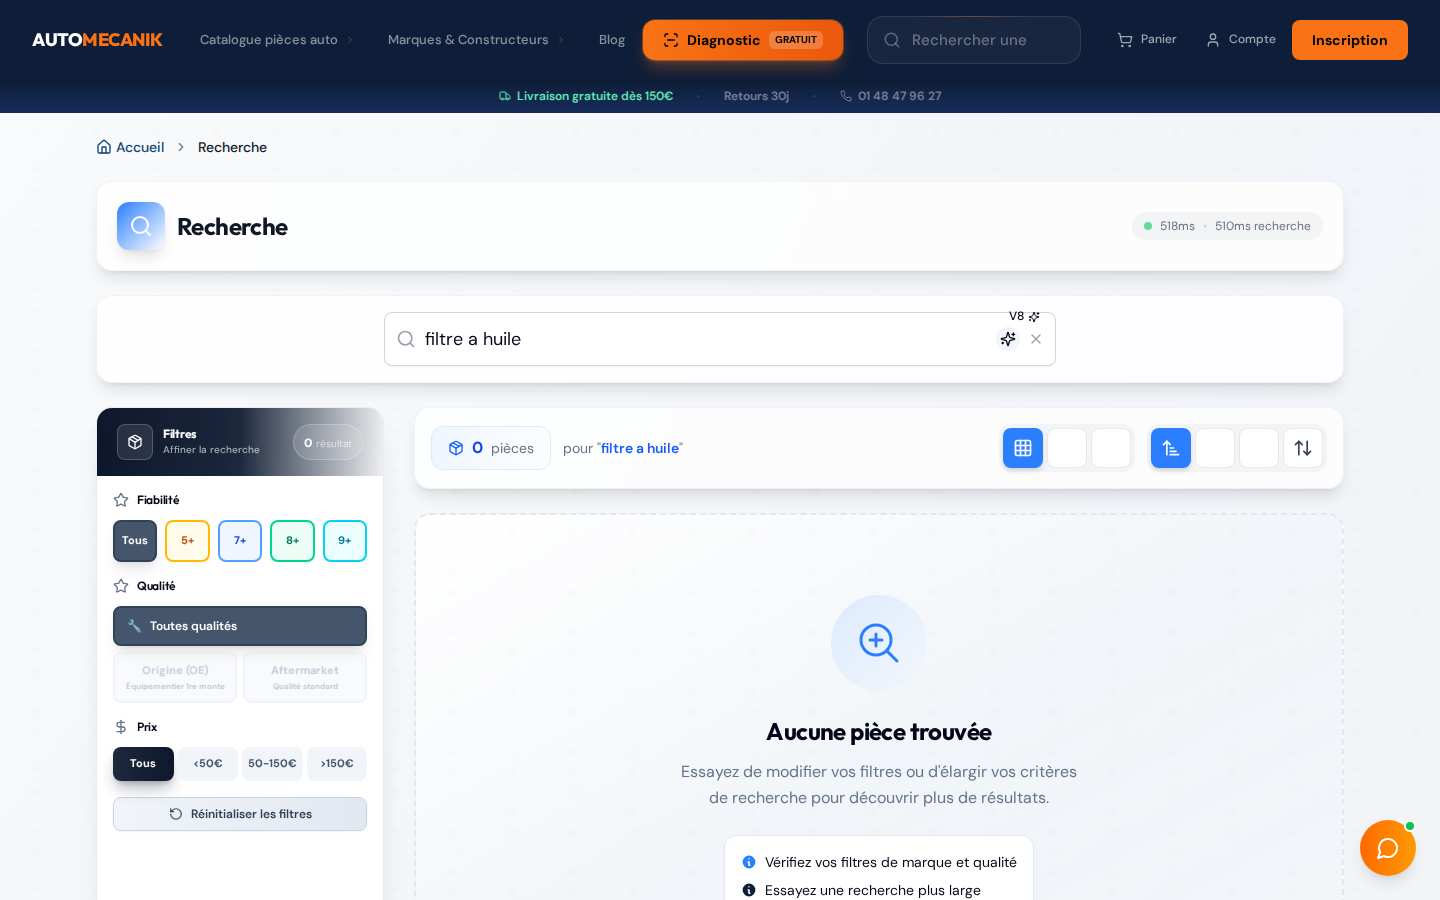 AUTOMECANIK
Catalogue pièces auto
Marques & Constructeurs
Blog
Diagnostic GRATUIT
Rechercher une
Panier
Compte
Inscription
Livraison gratuite dès 150€ · Retours 30j · 01 48 47 96 27
Accueil > Recherche
Recherche
518ms · 510ms recherche
V8
filtre a huile
Filtres
Affiner la recherche
0 résultat
Fiabilité
Tous 5+ 7+ 8+ 9+
Qualité
Toutes qualités
Origine (OE)
Équipementier 1re monte
Aftermarket
Qualité standard
Prix
Tous <50€ 50-150€ >150€
Réinitialiser les filtres
0 pièces pour "filtre a huile"
Aucune pièce trouvée
Essayez de modifier vos filtres ou d'élargir vos critères
de recherche pour découvrir plus de résultats.
Vérifiez vos filtres de marque et qualité
Essayez une recherche plus large